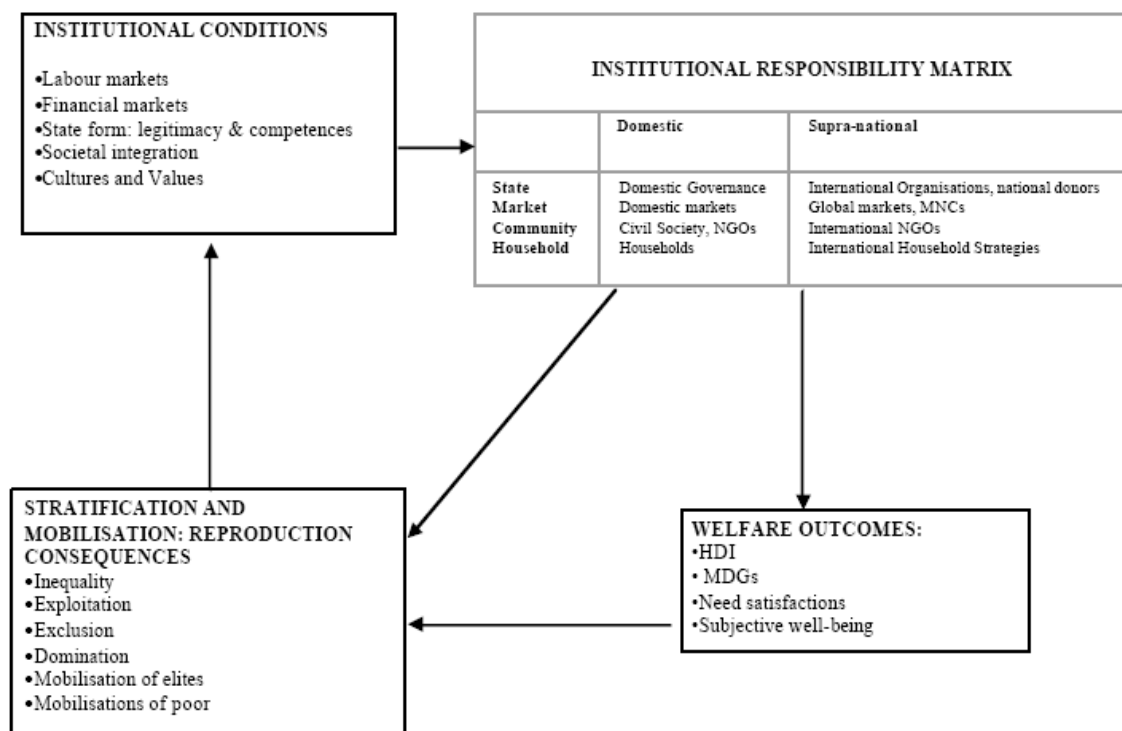 INSTITUTIONAL CONDITIONS
•Labour markets
•Financial markets
•State form: legitimacy & competences
•Societal integration
•Cultures and Values
INSTITUTIONAL RESPONSIBILITY MATRIX
Domestic Supra-national
State Domestic Governance International Organisations, national donors
Market Domestic markets Global markets, MNCs
Community Civil Society, NGOs International NGOs
Household Households International Household Strategies
STRATIFICATION AND
MOBILISATION: REPRODUCTION
CONSEQUENCES
•Inequality
•Exploitation
•Exclusion
•Domination
•Mobilisation of elites
•Mobilisations of poor
WELFARE OUTCOMES:
•HDI
• MDGs
•Need satisfactions
•Subjective well-being